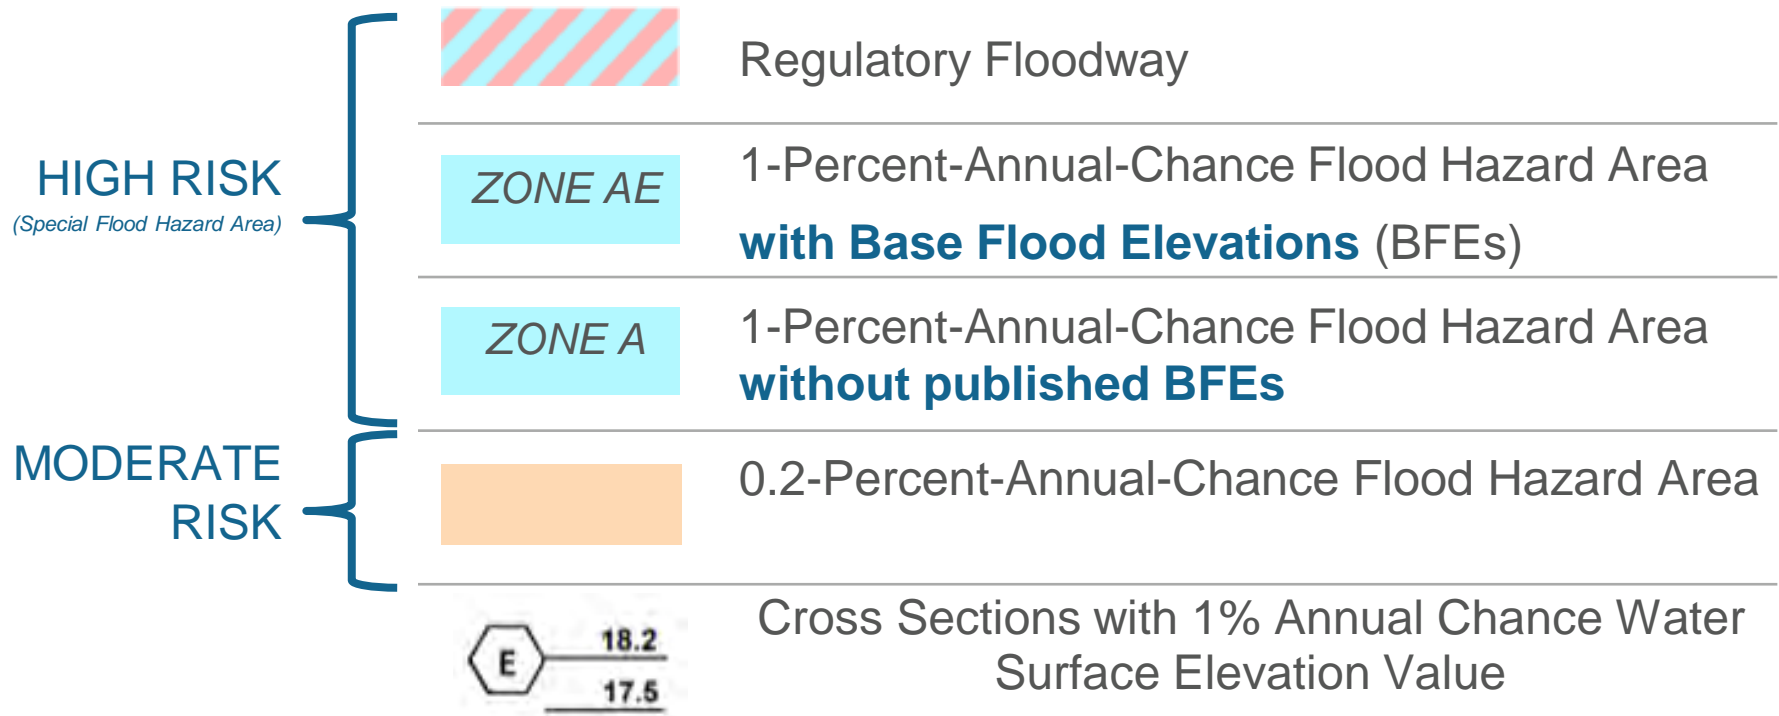 Regulatory Floodway
HIGH RISK
(Special Flood Hazard Area)
ZONE AE
1-Percent-Annual-Chance Flood Hazard Area
with Base Flood Elevations (BFEs)
ZONE A
1-Percent-Annual-Chance Flood Hazard Area
without published BFEs
MODERATE
RISK
0.2-Percent-Annual-Chance Flood Hazard Area
E
18.2
17.5
Cross Sections with 1% Annual Chance Water
Surface Elevation Value